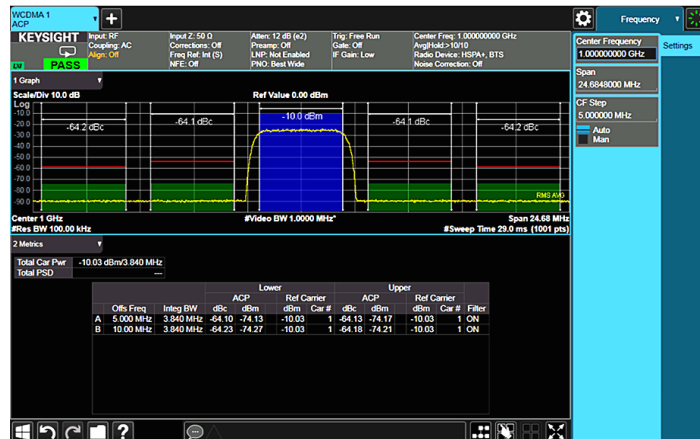 WCDMA 1
ACP
Frequency
KEYSIGHT
LV
PASS
Input: RF
Coupling: AC
Align: Off
Input Z: 50 Ω
Corrections: Off
Freq Ref: Int (S)
NFE: Off
Atten: 12 dB (e2)
Preamp: Off
LNP: Not Enabled
PNO: Best Wide
Trig: Free Run
Gate: Off
IF Gain: Low
Center Freq: 1.000000000 GHz
Avg|Hold:>10/10
Radio Device: HSPA+, BTS
Noise Correction: Off
Center Frequency
1.000000000 GHz
Settings
Span
24.6848000 MHz
CF Step
5.000000 MHz
Auto
Man
1 Graph
Scale/Div 10.0 dB
Ref Value 0.00 dBm
Log
-10.0
-20.0
-30.0
-40.0
-50.0
-60.0
-70.0
-80.0
-90.0
-64.2 dBc
-64.1 dBc
-10.0 dBm
-64.1 dBc
-64.2 dBc
RMS AVG
Center 1 GHz
#Video BW 1.0000 MHz*
Span 24.68 MHz
#Res BW 100.00 kHz
#Sweep Time 29.0 ms (1001 pts)
2 Metrics
Total Car Pwr -10.03 dBm/3.840 MHz
Total PSD ---
Lower Upper
ACP Ref Carrier ACP Ref Carrier
Offs Freq Integ BW dBc dBm dBm Car # dBc dBm dBm Car # Filter
A 5.000 MHz 3.840 MHz -64.10 -74.13 -10.03 1 -64.13 -74.17 -10.03 1 ON
B 10.00 MHz 3.840 MHz -64.23 -74.27 -10.03 1 -64.18 -74.21 -10.03 1 ON
?